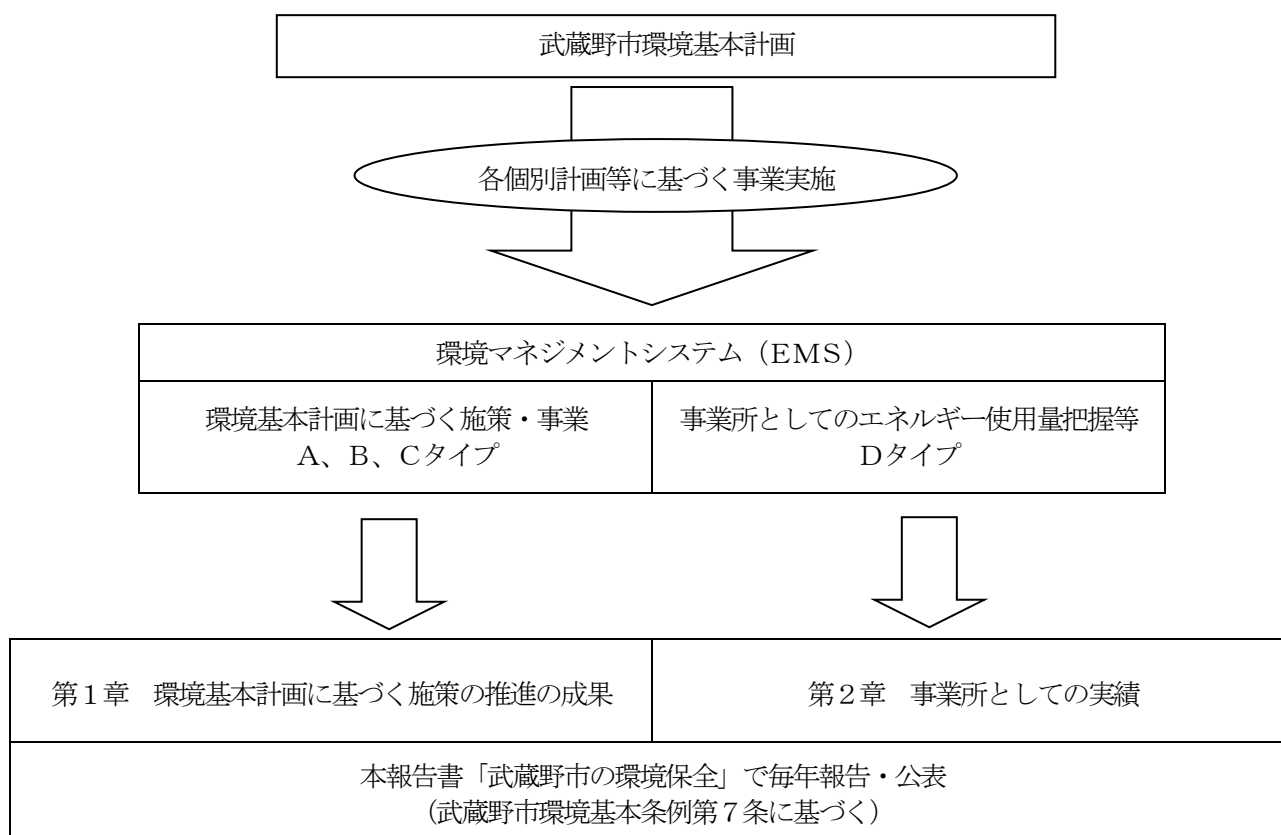 武蔵野市環境基本計画
各個別計画等に基づく事業実施
環境マネジメントシステム（ＥＭＳ）
環境基本計画に基づく施策・事業
Ａ、Ｂ、Ｃタイプ
事業所としてのエネルギー使用量把握等
Ｄタイプ
第１章　環境基本計画に基づく施策の推進の成果
第２章　事業所としての実績
本報告書「武蔵野市の環境保全」で毎年報告・公表
（武蔵野市環境基本条例第７条に基づく）